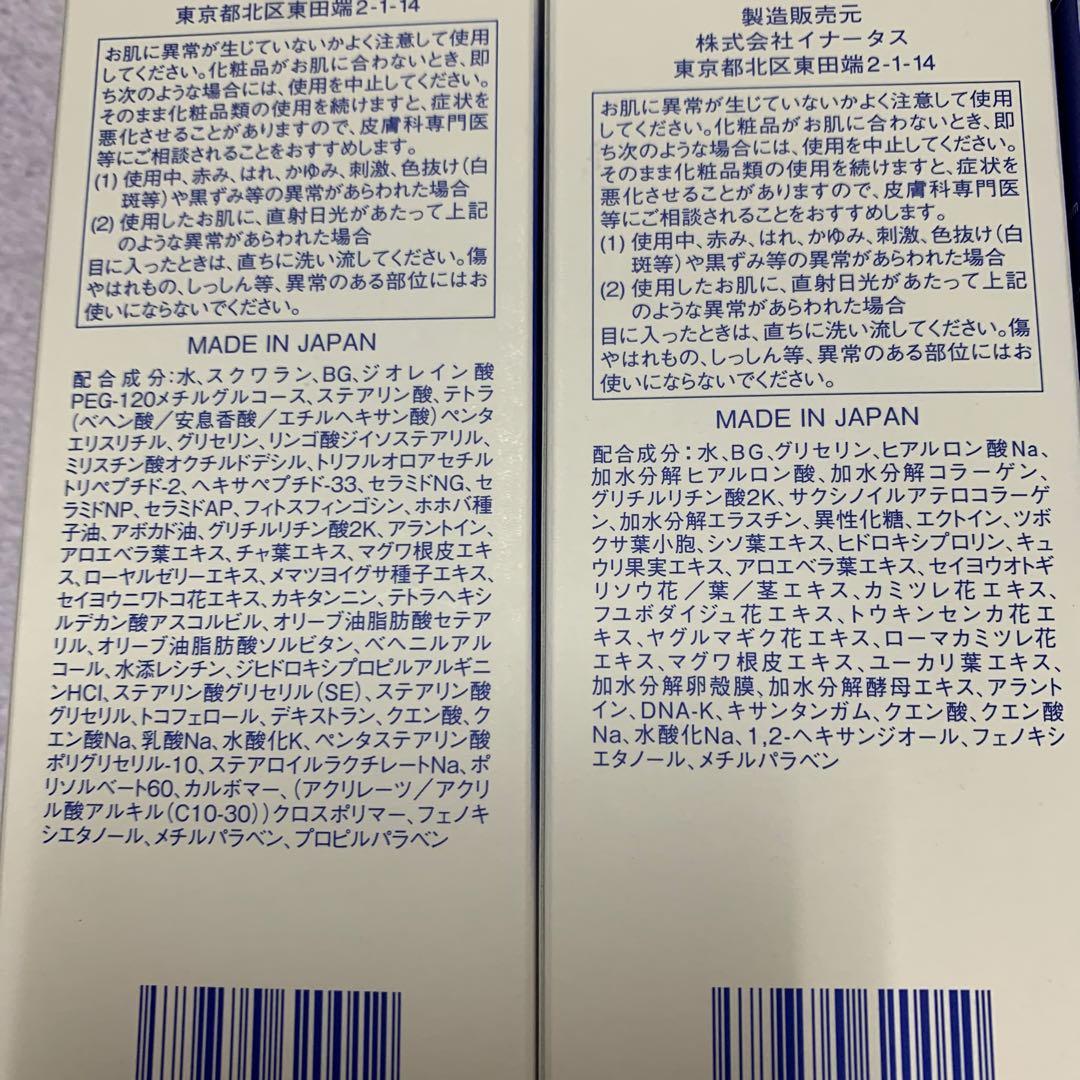 東京都北区東田端2-1-14
お肌に異常が生じていないかよく注意して使用
してください。化粧品がお肌に合わないとき、即
ち次のような場合には、使用を中止してください。
そのまま化粧品類の使用を続けますと、症状を
悪化させることがありますので、皮膚科専門医
等にご相談されることをおすすめします。
(1) 使用中、赤み、はれ、かゆみ、刺激、色抜け(白
斑等)や黒ずみ等の異常があらわれた場合
(2) 使用したお肌に、直射日光があたって上記
のような異常があらわれた場合
目に入ったときは、直ちに洗い流してください。傷
やはれもの、しっしん等、異常のある部位にはお
使いにならないでください。
MADE IN JAPAN
配合成分:水、スクワラン、BG、ジオレイン酸
PEG-120メチルグルコース、ステアリン酸、テトラ
(ベヘン酸/安息香酸/エチルヘキサン酸)ペンタ
エリスリチル、グリセリン、リンゴ酸ジイソステアリル、
ミリスチン酸オクチルドデシル、トリフルオロアセチル
トリペプチド-2、ヘキサペプチド-33、セラミドNG、セ
ラミドNP、セラミドAP、フィトスフィンゴシン、ホホバ種
子油、アボカド油、グリチルリチン酸2K、アラントイン、
アロエベラ葉エキス、チャ葉エキス、マグワ根皮エキ
ス、ローヤルゼリーエキス、メマツヨイグサ種子エキス、
セイヨウニワトコ花エキス、カキタンニン、テトラヘキシ
ルデカン酸アスコルビル、オリーブ油脂肪酸セテア
リル、オリーブ油脂肪酸ソルビタン、ベヘニルアル
コール、水添レシチン、ジヒドロキシプロピルアルギニ
ンHCl、ステアリン酸グリセリル(SE)、ステアリン酸
グリセリル、トコフェロール、デキストラン、クエン酸、ク
エン酸Na、乳酸Na、水酸化K、ペンタステアリン酸
ポリグリセリル-10、ステアロイルラクチレートNa、ポ
リソルベート60、カルボマー、(アクリレーツ/アクリ
ル酸アルキル(C10-30))クロスポリマー、フェノキ
シエタノール、メチルパラベン、プロピルパラベン
製造販売元
株式会社イナータス
東京都北区東田端2-1-14
お肌に異常が生じていないかよく注意して使用
してください。化粧品がお肌に合わないとき、即
ち次のような場合には、使用を中止してください。
そのまま化粧品類の使用を続けますと、症状を
悪化させることがありますので、皮膚科専門医
等にご相談されることをおすすめします。
(1) 使用中、赤み、はれ、かゆみ、刺激、色抜け(白
斑等)や黒ずみ等の異常があらわれた場合
(2) 使用したお肌に、直射日光があたって上記
のような異常があらわれた場合
目に入ったときは、直ちに洗い流してください。傷
やはれもの、しっしん等、異常のある部位にはお
使いにならないでください。
MADE IN JAPAN
配合成分:水、BG、グリセリン、ヒアルロン酸Na、
加水分解ヒアルロン酸、加水分解コラーゲン、
グリチルリチン酸2K、サクシノイルアテロコラーゲ
ン、加水分解エラスチン、異性化糖、エクトイン、ツボ
クサ葉小胞、シソ葉エキス、ヒドロキシプロリン、キュ
ウリ果実エキス、アロエベラ葉エキス、セイヨウオトギ
リソウ花/葉/茎エキス、カミツレ花エキス、
フユボダイジュ花エキス、トウキンセンカ花エ
キス、ヤグルマギク花エキス、ローマカミツレ花
エキス、マグワ根皮エキス、ユーカリ葉エキス、
加水分解卵殻膜、加水分解酵母エキス、アラント
イン、DNA-K、キサンタンガム、クエン酸、クエン酸
Na、水酸化Na、1,2-ヘキサンジオール、フェノキシ
エタノール、メチルパラベン